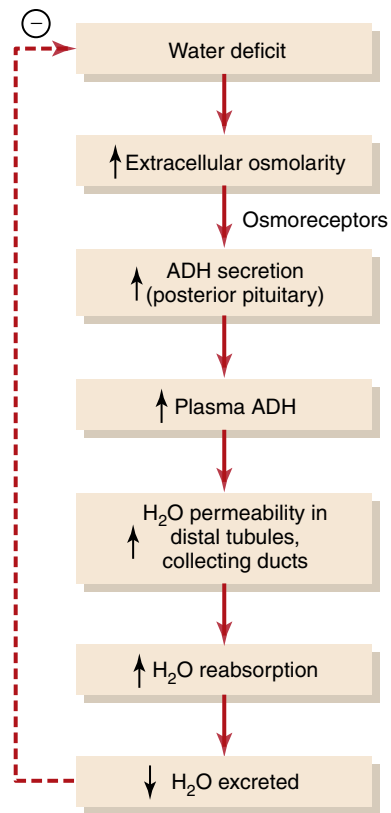 −
Water deficit
↑ Extracellular osmolarity
Osmoreceptors
↑ ADH secretion
(posterior pituitary)
↑ Plasma ADH
↑ H₂O permeability in
distal tubules,
collecting ducts
↑ H₂O reabsorption
↓ H₂O excreted